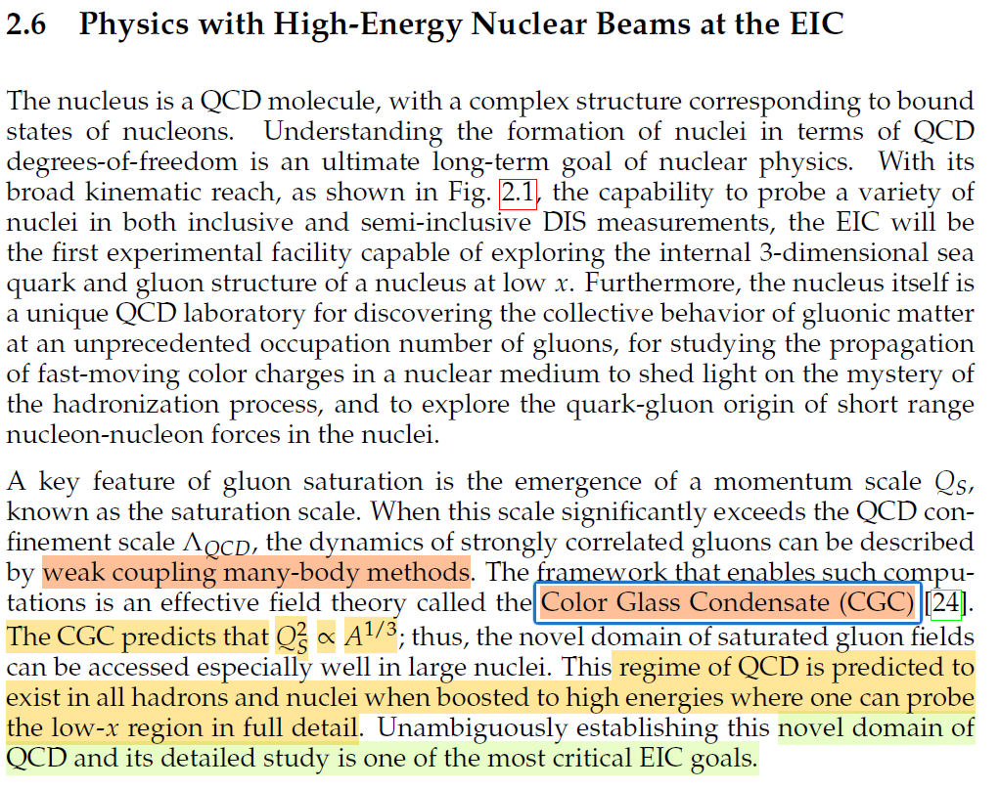 2.6 Physics with High-Energy Nuclear Beams at the EIC
The nucleus is a QCD molecule, with a complex structure corresponding to bound
states of nucleons. Understanding the formation of nuclei in terms of QCD
degrees-of-freedom is an ultimate long-term goal of nuclear physics. With its
broad kinematic reach, as shown in Fig. 2.1, the capability to probe a variety of
nuclei in both inclusive and semi-inclusive DIS measurements, the EIC will be
the first experimental facility capable of exploring the internal 3-dimensional sea
quark and gluon structure of a nucleus at low x. Furthermore, the nucleus itself is
a unique QCD laboratory for discovering the collective behavior of gluonic matter
at an unprecedented occupation number of gluons, for studying the propagation
of fast-moving color charges in a nuclear medium to shed light on the mystery of
the hadronization process, and to explore the quark-gluon origin of short range
nucleon-nucleon forces in the nuclei.
A key feature of gluon saturation is the emergence of a momentum scale Q_S,
known as the saturation scale. When this scale significantly exceeds the QCD con-
finement scale Λ_QCD, the dynamics of strongly correlated gluons can be described
by weak coupling many-body methods. The framework that enables such compu-
tations is an effective field theory called the Color Glass Condensate (CGC) [24].
The CGC predicts that Q_S^2 ∝ A^1/3; thus, the novel domain of saturated gluon fields
can be accessed especially well in large nuclei. This regime of QCD is predicted to
exist in all hadrons and nuclei when boosted to high energies where one can probe
the low-x region in full detail. Unambiguously establishing this novel domain of
QCD and its detailed study is one of the most critical EIC goals.